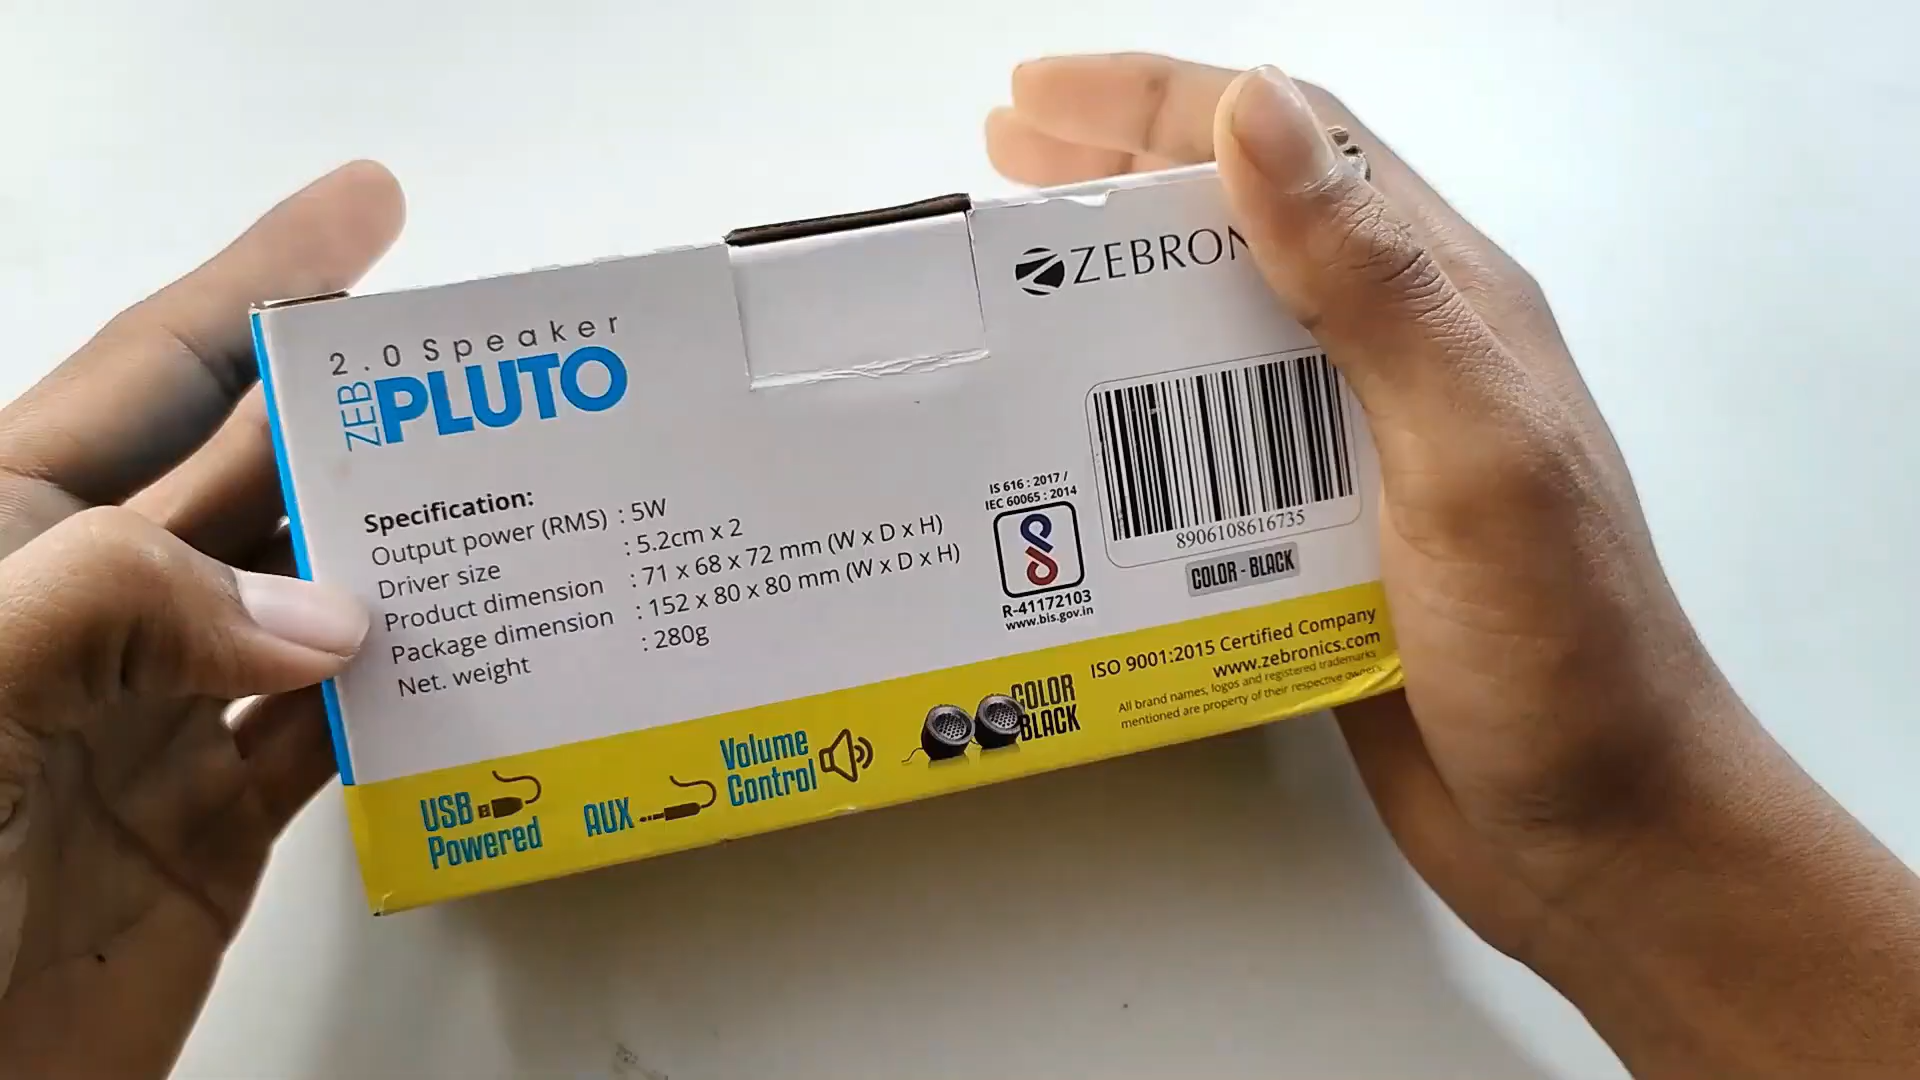 2.0 Speaker
ZEB PLUTO
ZEBRON
Specification:
Output power (RMS) : 5W
Driver size : 5.2cm x 2
Product dimension : 71 x 68 x 72 mm (W x D x H)
Package dimension : 152 x 80 x 80 mm (W x D x H)
Net. weight : 280g
IS 616 : 2017 /
IEC 60065 : 2014
R-41172103
www.bis.gov.in
8906108616735
COLOR - BLACK
USB
Powered
AUX
Volume
Control
COLOR
BLACK
ISO 9001:2015 Certified Company
www.zebronics.com
All brand names, logos and registered trademarks
mentioned are property of their respective owners.